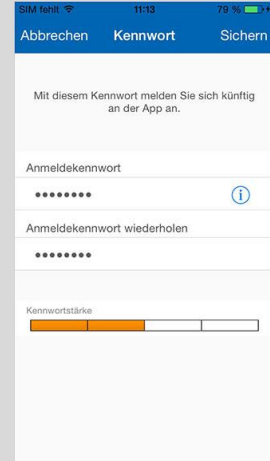 SIM fehlt 11:13 79 %
Abbrechen Kennwort Sichern
Mit diesem Kennwort melden Sie sich künftig
an der App an.
Anmeldekennwort
••••••••
Anmeldekennwort wiederholen
••••••••
Kennwortstärke